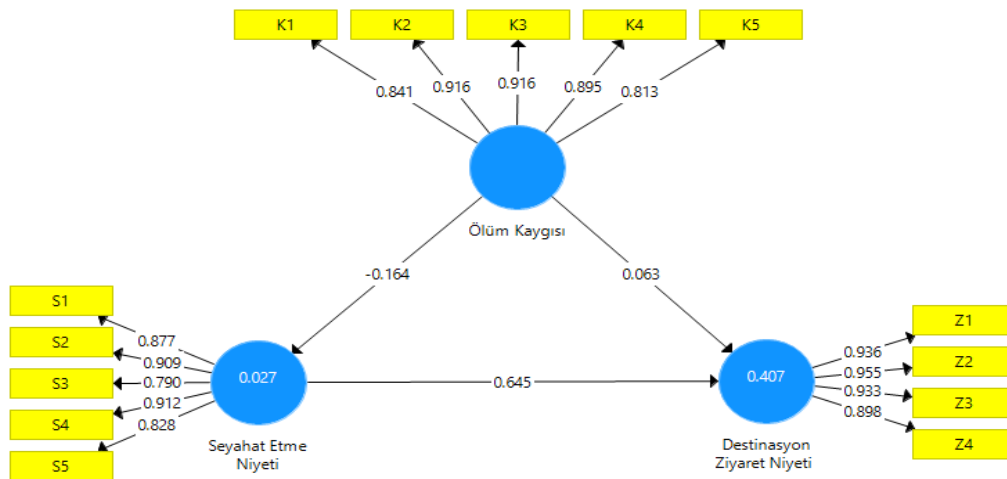 K1
K2
K3
K4
K5
0.841
0.916
0.916
0.895
0.813
Ölüm Kaygısı
-0.164
0.063
S1
S2
S3
S4
S5
0.877
0.909
0.790
0.912
0.828
0.027
Seyahat Etme
Niyeti
0.645
0.407
Destinasyon
Ziyaret Niyeti
0.936
0.955
0.933
0.898
Z1
Z2
Z3
Z4